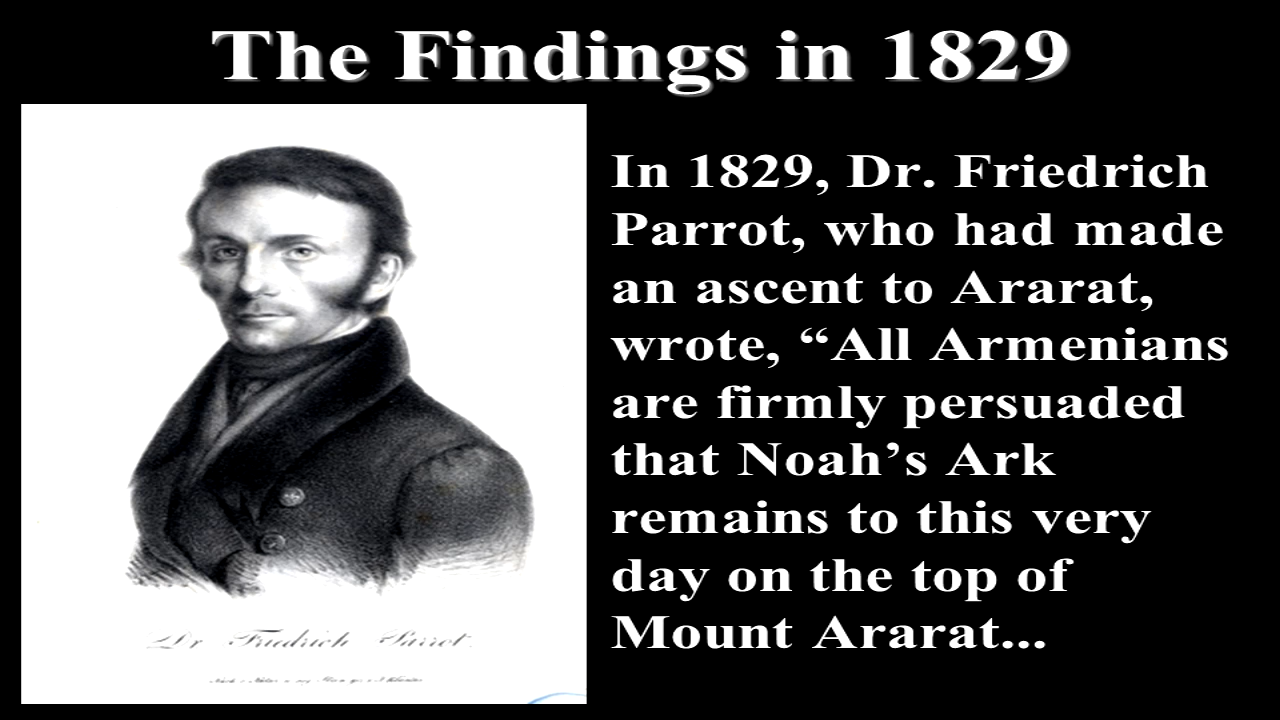 The Findings in 1829
In 1829, Dr. Friedrich
Parrot, who had made
an ascent to Ararat,
wrote, “All Armenians
are firmly persuaded
that Noah’s Ark
remains to this very
day on the top of
Mount Ararat...
Dr Friedrich Parrot.